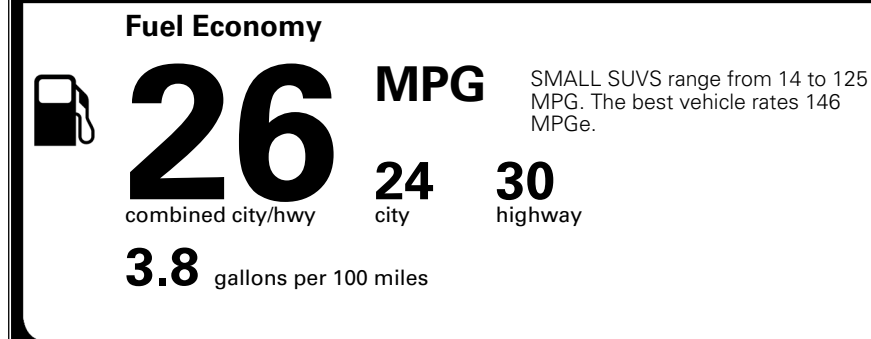 Fuel Economy
26
MPG
SMALL SUVS range from 14 to 125
MPG. The best vehicle rates 146
MPGe.
combined city/hwy
24
city
30
highway
3.8 gallons per 100 miles